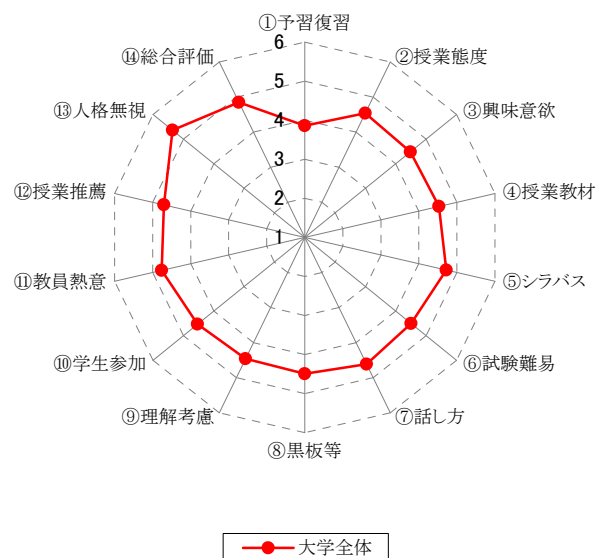 ①予習復習
②授業態度
③興味意欲
④授業教材
⑤シラバス
⑥試験難易
⑦話し方
⑧黒板等
⑨理解考慮
⑩学生参加
⑪教員熱意
⑫授業推薦
⑬人格無視
⑭総合評価
6
5
4
3
2
1
大学全体